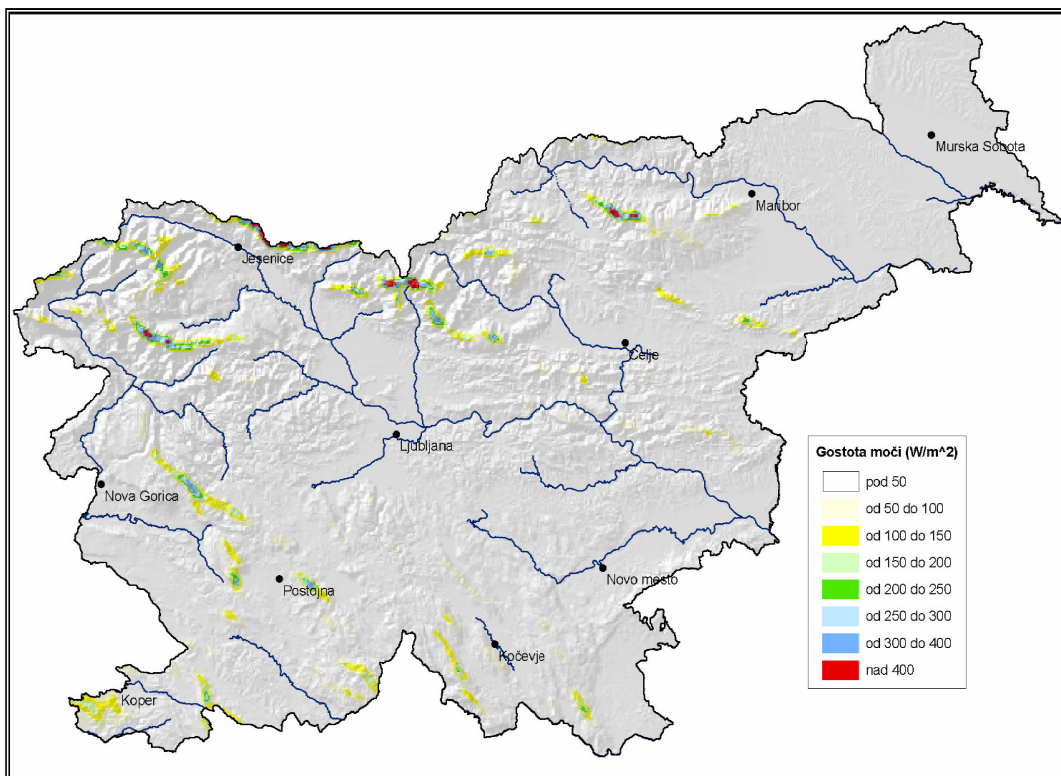 Murska Sobota
Maribor
Jesenice
Celje
Ljubljana
Nova Gorica
Postojna
Novo mesto
Kočevje
Koper
Gostota moči (W/m^2)
pod 50
od 50 do 100
od 100 do 150
od 150 do 200
od 200 do 250
od 250 do 300
od 300 do 400
nad 400